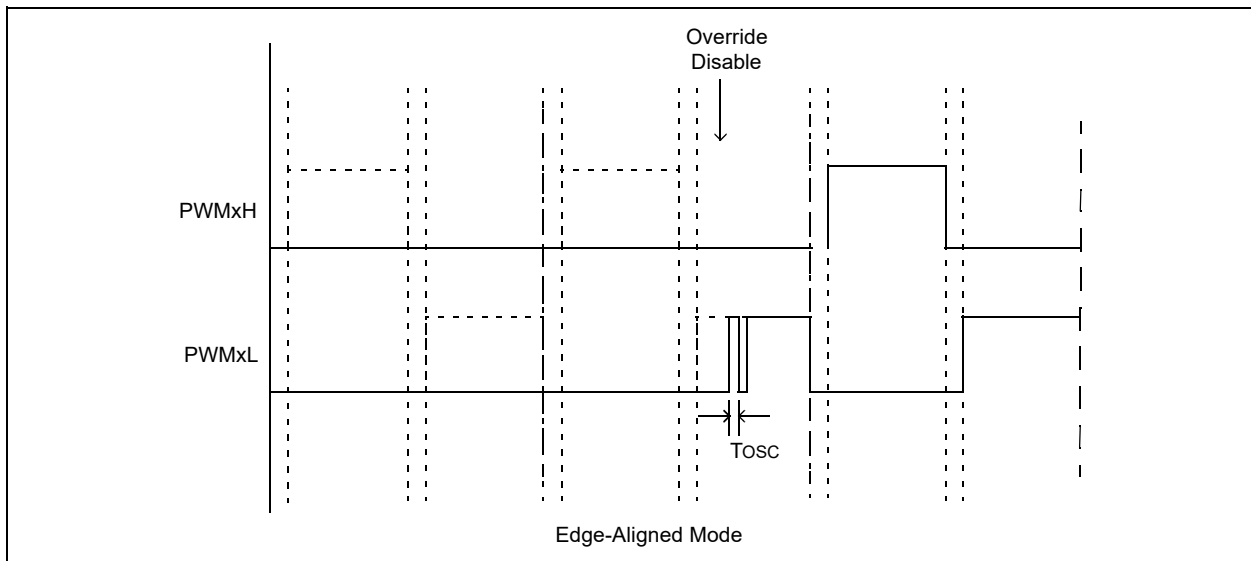 Override
Disable
PWMxH
PWMxL
TOSC
Edge-Aligned Mode